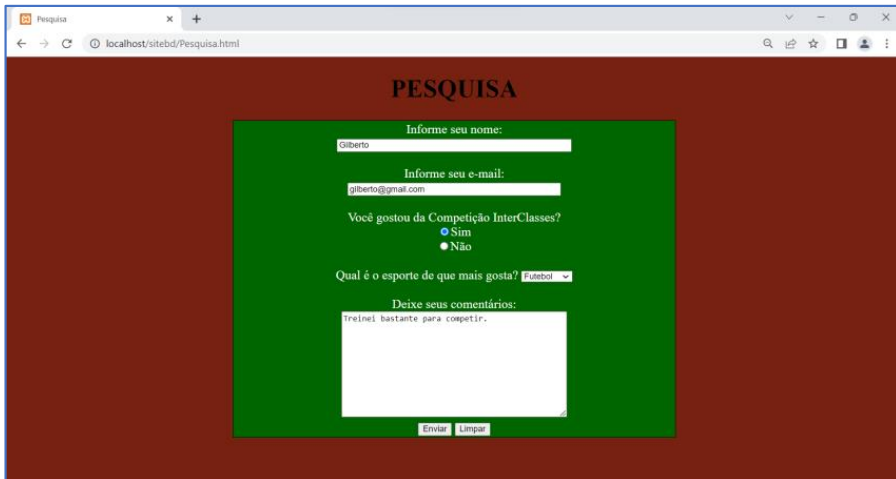 Pesquisa
localhost/sitebd/Pesquisa.html
PESQUISA
Informe seu nome:
Gilberto
Informe seu e-mail:
gilberto@gmail.com
Você gostou da Competição InterClasses?
Sim
Não
Qual é o esporte de que mais gosta? Futebol
Deixe seus comentários:
Treinei bastante para competir.
Enviar Limpar